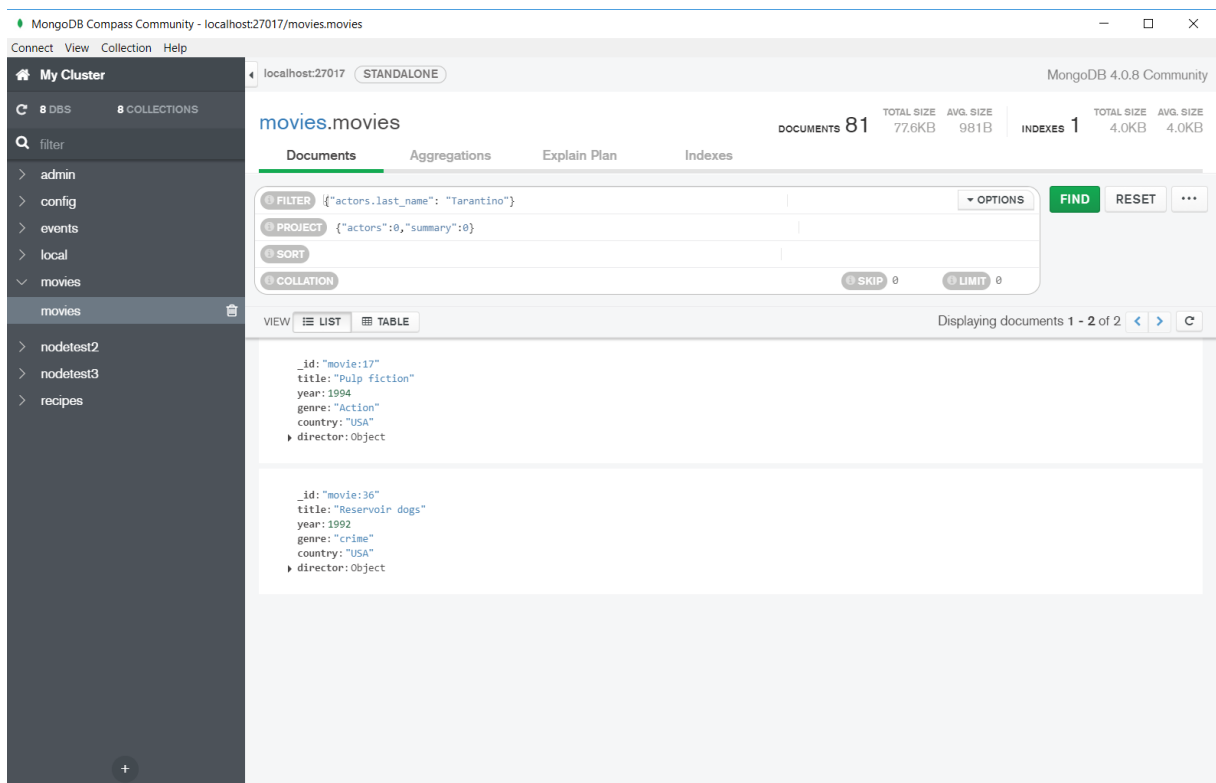 MongoDB Compass Community - localhost:27017/movies.movies
Connect View Collection Help
My Cluster
8 DBS 8 COLLECTIONS
filter
admin
config
events
local
movies
movies
nodetest2
nodetest3
recipes
localhost:27017 STANDALONE MongoDB 4.0.8 Community
movies.movies
DOCUMENTS 81 TOTAL SIZE 77.6KB AVG. SIZE 981B INDEXES 1 TOTAL SIZE 4.0KB AVG. SIZE 4.0KB
Documents Aggregations Explain Plan Indexes
FILTER {"actors.last_name": "Tarantino"} OPTIONS FIND RESET ...
PROJECT {"actors":0,"summary":0}
SORT
COLLATION SKIP 0 LIMIT 0
VIEW LIST TABLE Displaying documents 1 - 2 of 2 < > C
_id:"movie:17"
title:"Pulp fiction"
year:1994
genre:"Action"
country:"USA"
director:Object
_id:"movie:36"
title:"Reservoir dogs"
year:1992
genre:"crime"
country:"USA"
director:Object